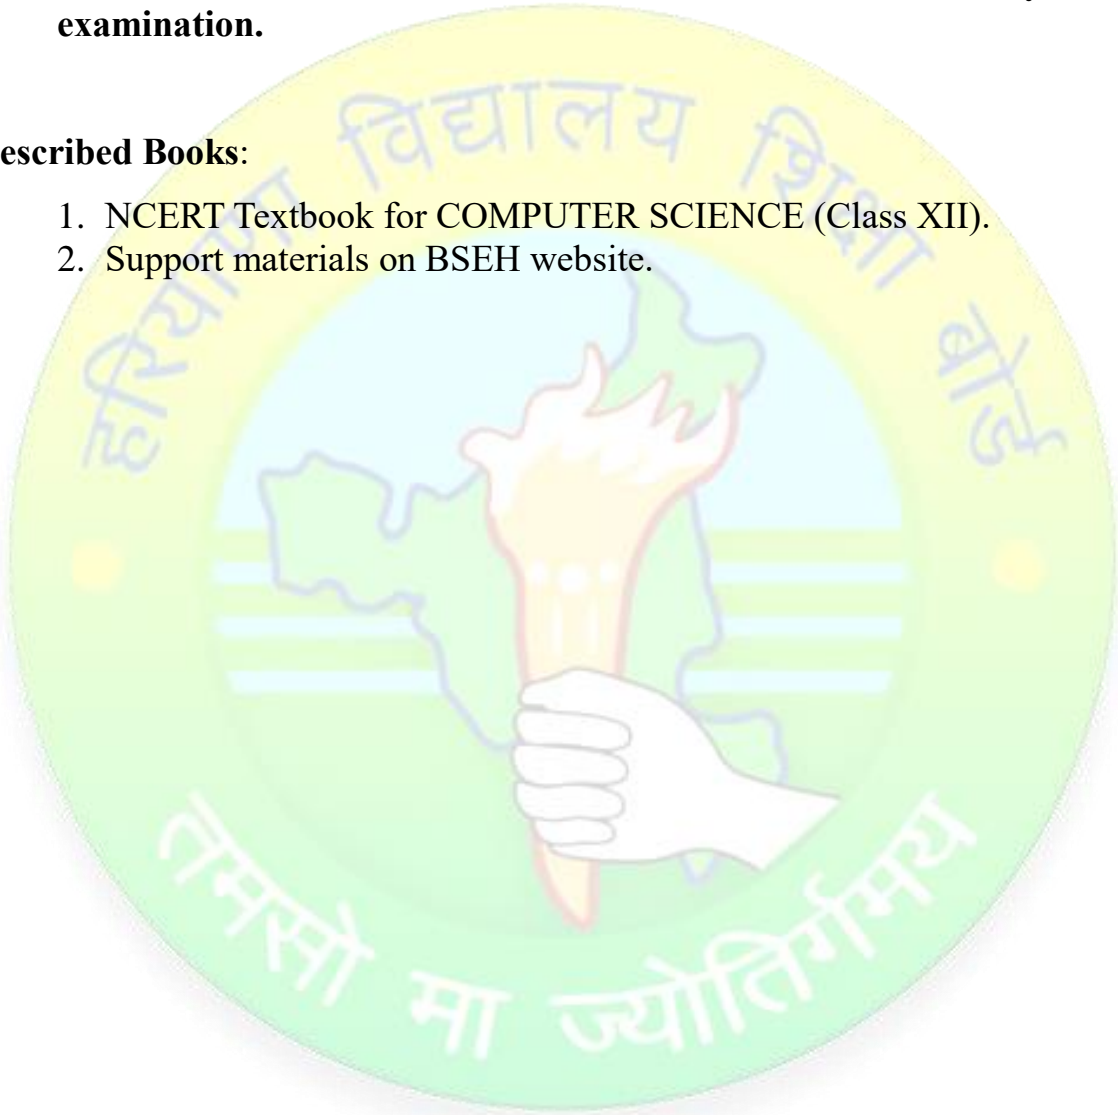 examination.
escribed Books:
1. NCERT Textbook for COMPUTER SCIENCE (Class XII).
2. Support materials on BSEH website.
हरियाणा विद्यालय शिक्षा बोर्ड
तमसो मा ज्योतिर्गमय